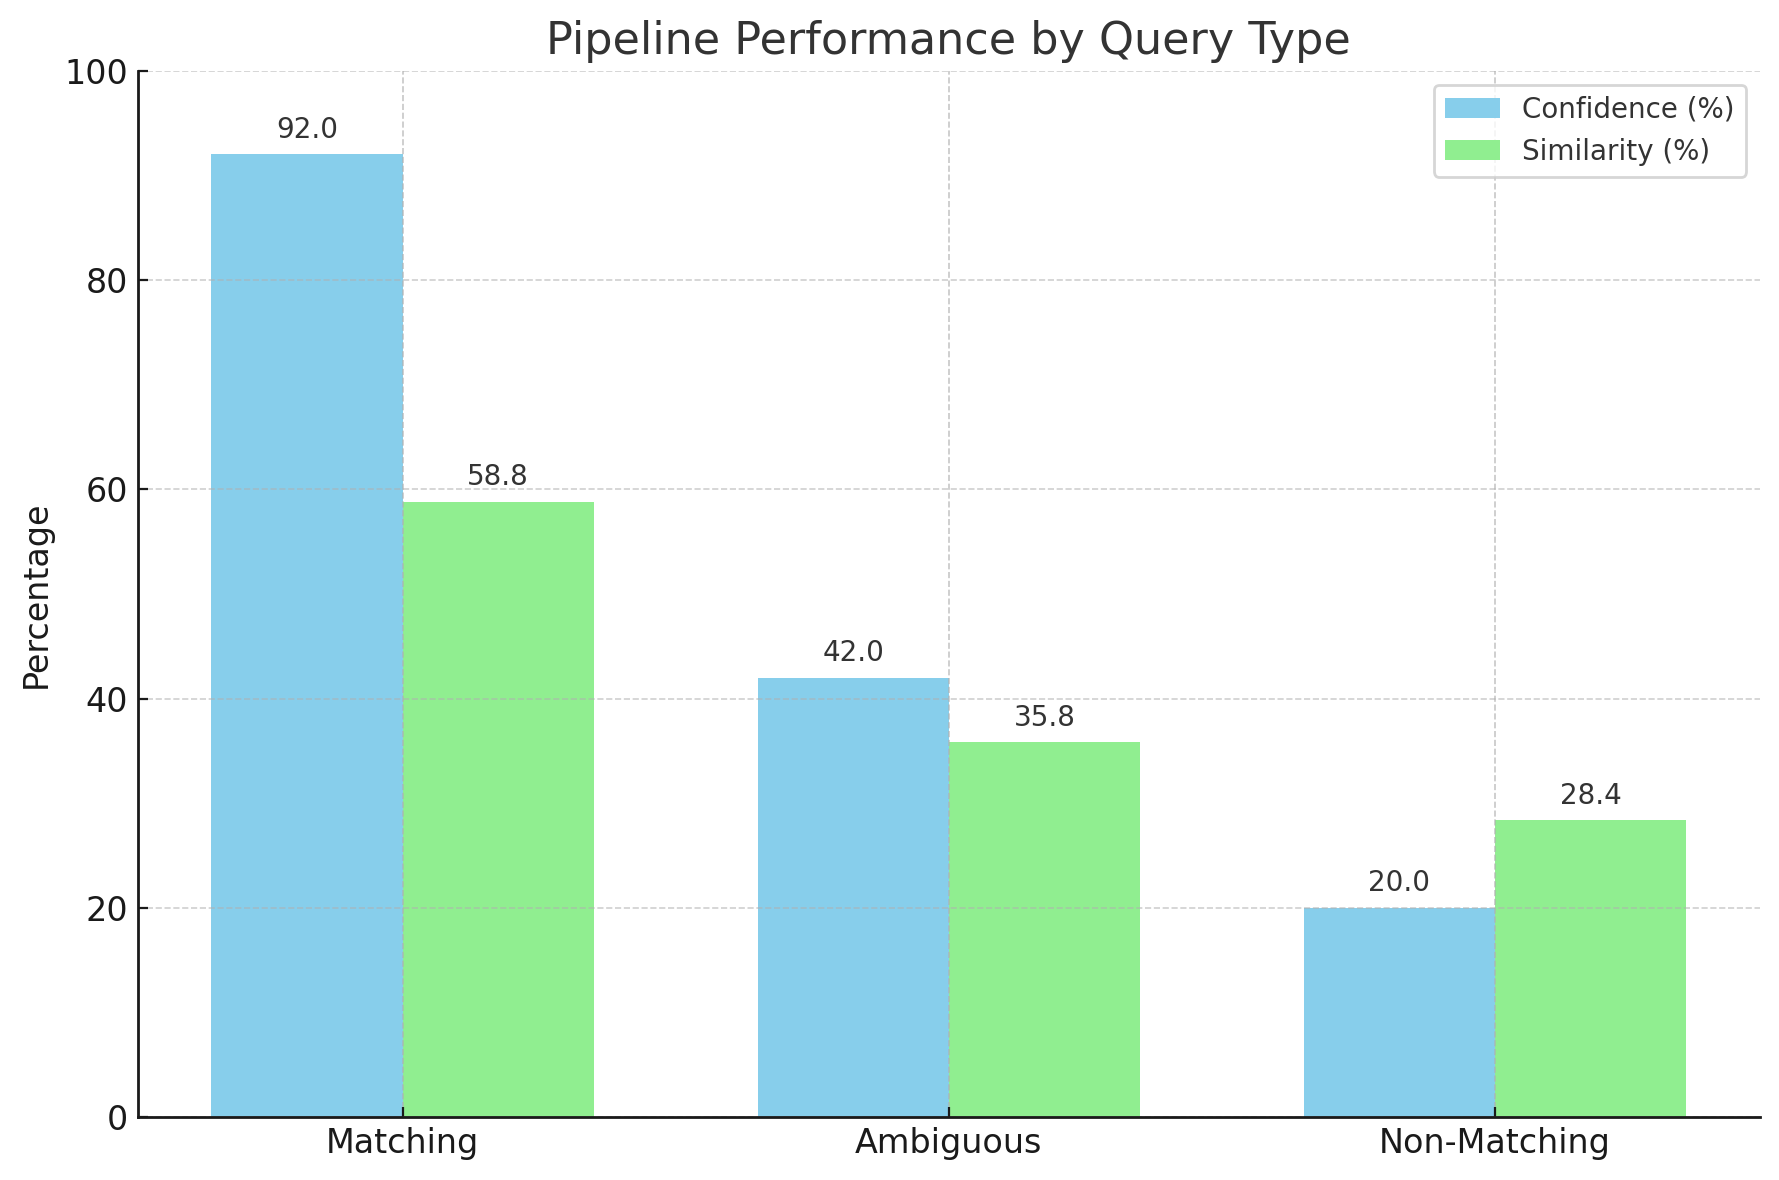 Pipeline Performance by Query Type
Confidence (%)
Similarity (%)
Percentage
100
80
60
40
20
0
92.0
58.8
42.0
35.8
20.0
28.4
Matching
Ambiguous
Non-Matching